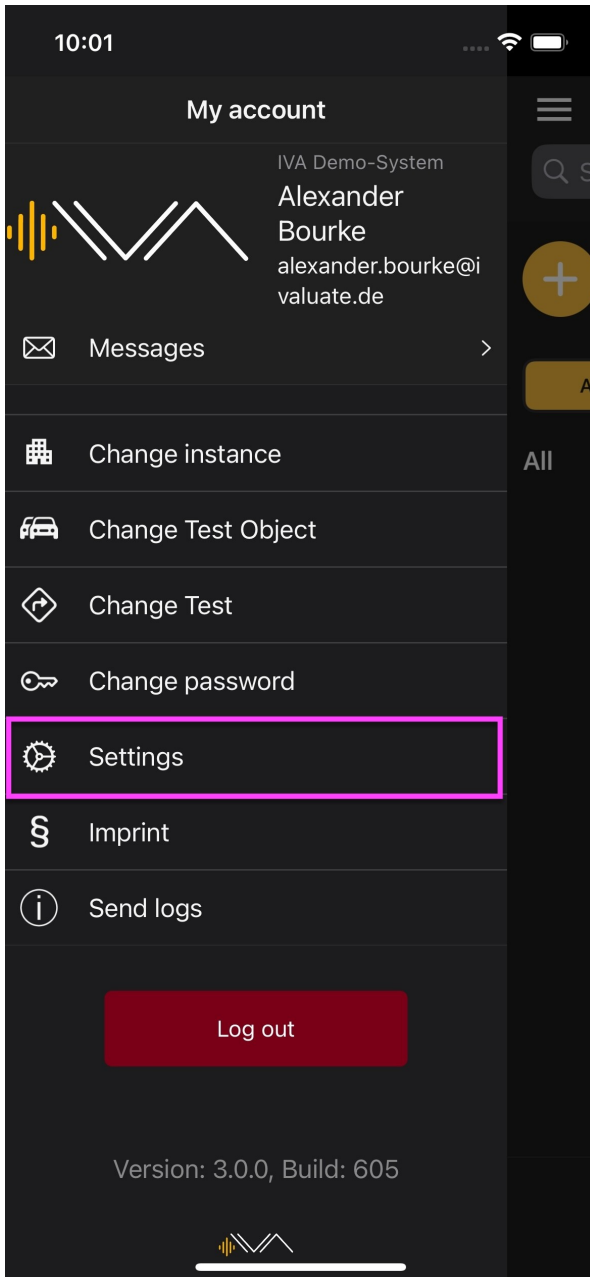 10:01
My account
IVA Demo-System
Alexander
Bourke
alexander.bourke@i
valuate.de
Messages
Change instance
Change Test Object
Change Test
Change password
Settings
§ Imprint
Send logs
Log out
Version: 3.0.0, Build: 605
S
A
All